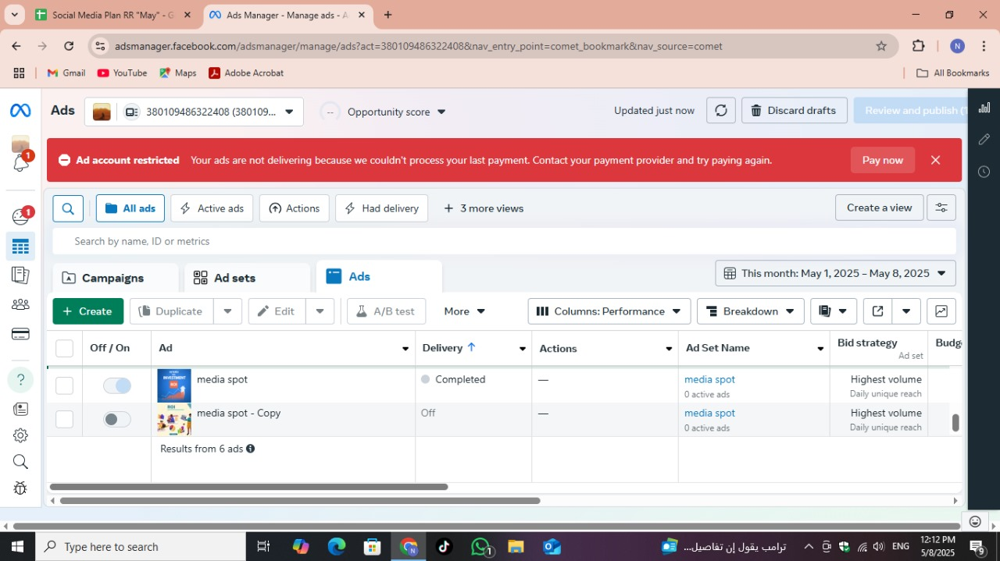 Social Media Plan RR "May" - G
Ads Manager - Manage ads - A
adsmanager.facebook.com/adsmanager/manage/ads?act=380109486322408&nav_entry_point=comet_bookmark&nav_source=comet
N
Gmail
YouTube
Maps
Adobe Acrobat
All Bookmarks
Ads
380109486322408 (380109...
--
Opportunity score
Updated just now
Discard drafts
Review and publish (1
1
Ad account restricted Your ads are not delivering because we couldn't process your last payment. Contact your payment provider and try paying again.
Pay now
1
All ads
Active ads
Actions
Had delivery
+ 3 more views
Create a view
Search by name, ID or metrics
Campaigns
Ad sets
Ads
This month: May 1, 2025 – May 8, 2025
+ Create
Duplicate
Edit
A/B test
More
Columns: Performance
Breakdown
Off / On
Ad
Delivery ↑
Actions
Ad Set Name
Bid strategy
Ad set
Budg
INVESTMENT
ROI
media spot
Completed
—
media spot
0 active ads
Highest volume
Daily unique reach
ROI
media spot - Copy
Off
—
media spot
0 active ads
Highest volume
Daily unique reach
Results from 6 ads
?
Type here to search
1
ترامب يقول إن تفاصيل...
ENG
12:12 PM
5/8/2025
9